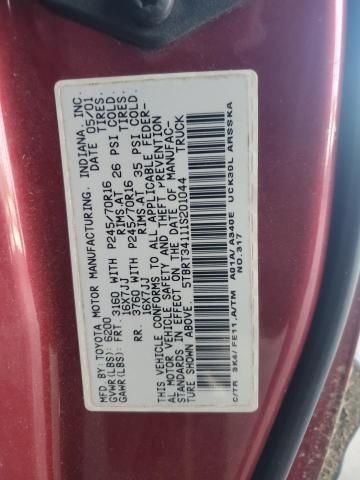 MFD BY TOYOTA MOTOR MANUFACTURING, INDIANA, INC.
GVWR(LBS): 6200 DATE 05/01
GAWR(LBS): FRT. 3160 WITH P245/70R16 TIRES.
16X7JJ RIMS.AT 26 PSI COLD.
RR. 3760 WITH P245/70R16 TIRES.
16X7JJ RIMS.AT 35 PSI COLD.
THIS VEHICLE CONFORMS TO ALL APPLICABLE FEDER-
AL MOTOR VEHICLE SAFETY AND THEFT PREVENTION
STANDARDS IN EFFECT ON THE DATE OF MANUFAC-
TURE SHOWN ABOVE. TRUCK
5TBRT34111S201044
C/TR 3K4/FE11,A/TM A01A/A340E UCK30L ARSSKA
NO.317